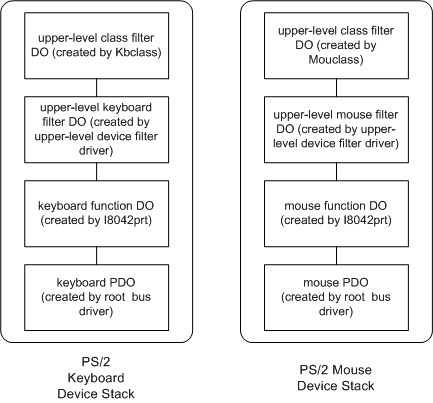 upper-level class filter
DO (created by Kbclass)
upper-level keyboard
filter DO (created by
upper-level device filter
driver)
keyboard function DO
(created by I8042prt)
keyboard PDO
(created by root  bus
driver)
PS/2
Keyboard
Device Stack
upper-level class filter
DO (created by
Mouclass)
upper-level mouse filter
DO (created by upper-
level device filter driver)
mouse function DO
(created by I8042prt)
mouse PDO
(created by root  bus
driver)
PS/2 Mouse
Device Stack